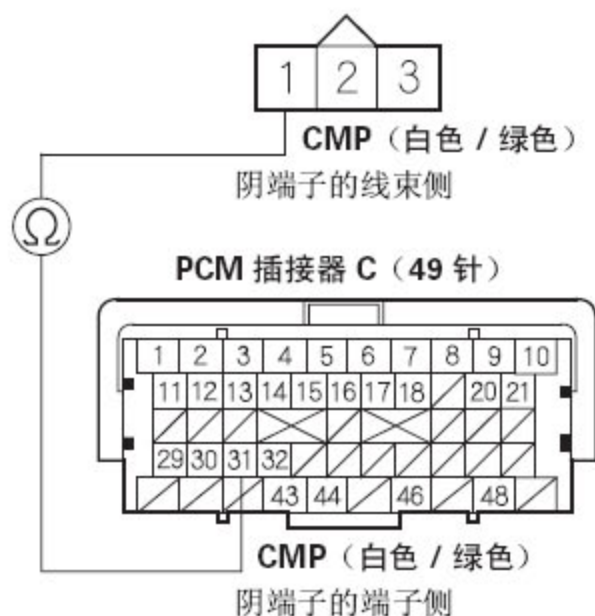 1 2 3
CMP（白色 / 绿色）
阴端子的线束侧
Ω
PCM 插接器 C（49 针）
1 2 3 4 5 6 7 8 9 10
11 12 13 14 15 16 17 18 20 21
29 30 31 32
43 44 46 48
CMP（白色 / 绿色）
阴端子的端子侧